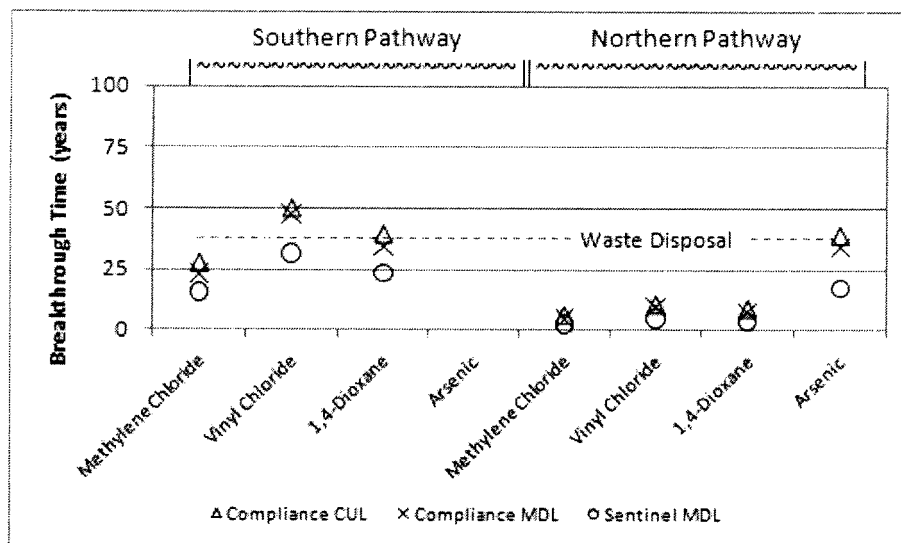 Southern Pathway Northern Pathway
100
75
50
25
0
Breakthrough Time (years)
Waste Disposal
Methylene Chloride
Vinyl Chloride
1,4-Dioxane
Arsenic
Methylene Chloride
Vinyl Chloride
1,4-Dioxane
Arsenic
Compliance CUL Compliance MDL Sentinel MDL